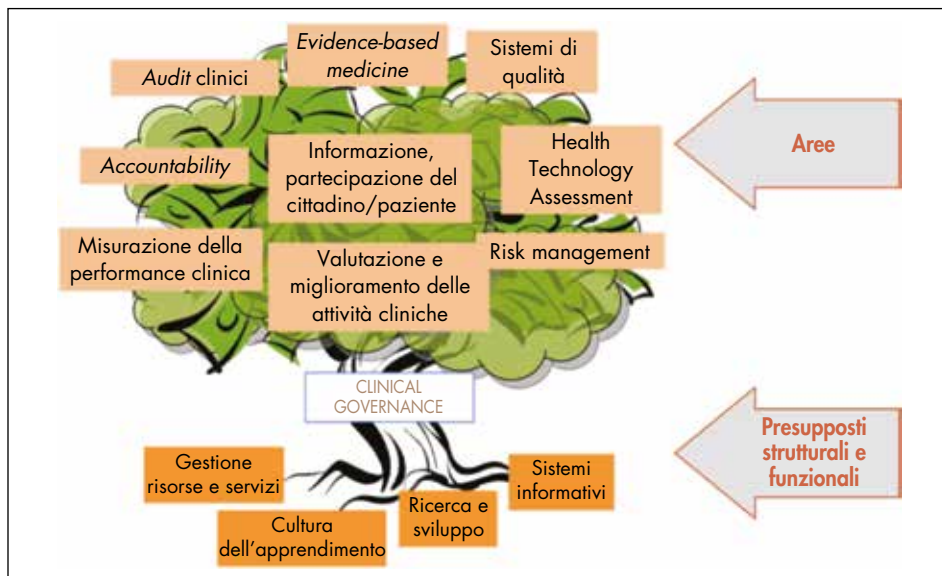 Evidence-based
medicine
Sistemi di
qualità
Audit clinici
Accountability
Informazione,
partecipazione del
cittadino/paziente
Health
Technology
Assessment
Aree
Misurazione della
performance clinica
Valutazione e
miglioramento delle
attività cliniche
Risk management
CLINICAL
GOVERNANCE
Presupposti
strutturali e
funzionali
Gestione
risorse e servizi
Cultura
dell'apprendimento
Ricerca e
sviluppo
Sistemi
informativi